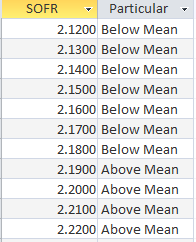 SOFR Particular
2.1200 Below Mean
2.1300 Below Mean
2.1400 Below Mean
2.1500 Below Mean
2.1600 Below Mean
2.1700 Below Mean
2.1800 Below Mean
2.1900 Above Mean
2.2000 Above Mean
2.2100 Above Mean
2.2200 Above Mean